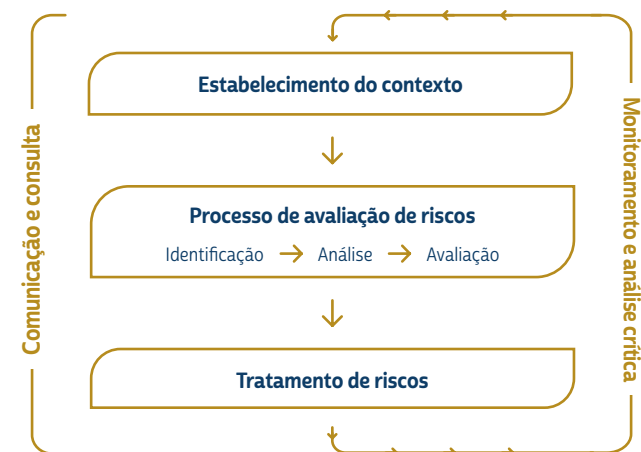 Comunicação e consulta
Estabelecimento do contexto
Processo de avaliação de riscos
Identificação → Análise → Avaliação
Tratamento de riscos
Monitoramento e análise crítica